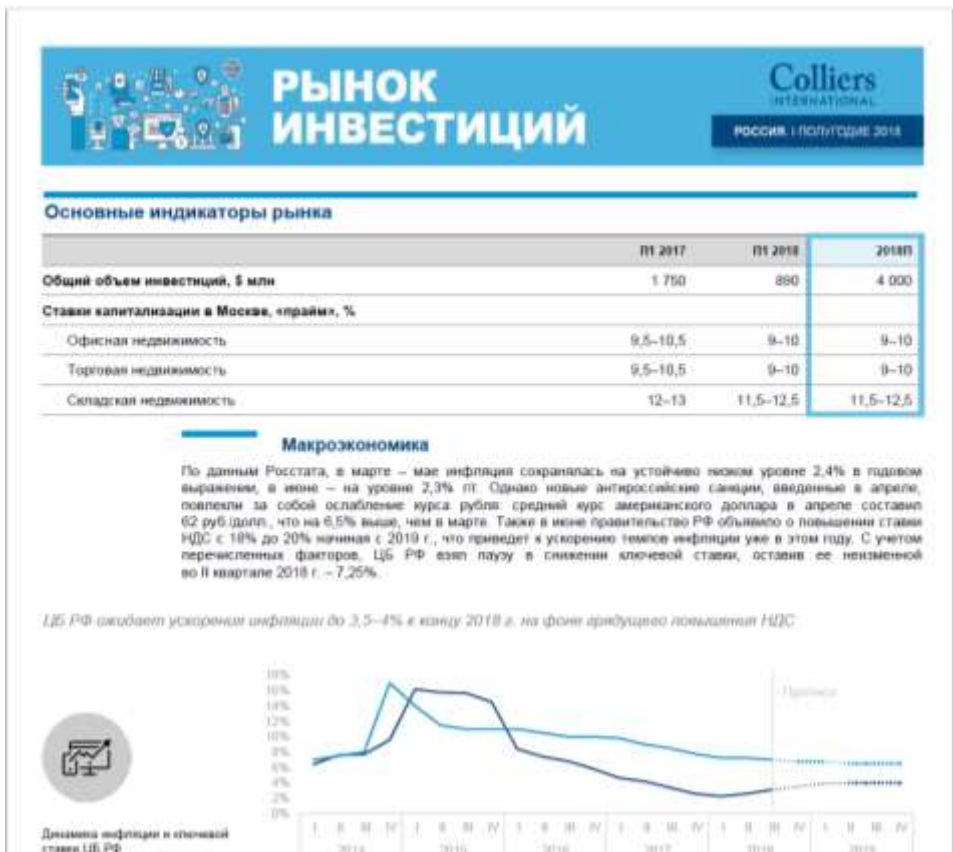 РЫНОК
ИНВЕСТИЦИЙ
Colliers
INTERNATIONAL
РОССИЯ. I ПОЛУГОДИЕ 2018
Основные индикаторы рынка
П1 2017 П1 2018 2018П
Общий объем инвестиций, $ млн 1 750 890 4 000
Ставки капитализации в Москве, «прайм», %
Офисная недвижимость 9,5–10,5 9–10 9–10
Торговая недвижимость 9,5–10,5 9–10 9–10
Складская недвижимость 12–13 11,5–12,5 11,5–12,5
Макроэкономика
По данным Росстата, в марте – мае инфляция сохранялась на устойчиво низком уровне 2,4% в годовом
выражении, в июне – на уровне 2,3% гг. Однако новые антироссийские санкции, введенные в апреле,
повлекли за собой ослабление курса рубля: средний курс американского доллара в апреле составил
62 руб./долл., что на 6,5% выше, чем в марте. Также в июне правительство РФ объявило о повышении ставки
НДС с 18% до 20% начиная с 2019 г., что приведет к ускорению темпов инфляции уже в этом году. С учетом
перечисленных факторов, ЦБ РФ взял паузу в снижении ключевой ставки, оставив ее неизменной
во II квартале 2018 г. – 7,25%.
ЦБ РФ ожидает ускорения инфляции до 3,5–4% к концу 2018 г. на фоне грядущего повышения НДС
18%
16%
14%
12%
10%
8%
6%
4%
2%
0%
Прогноз
I II III IV I II III IV I II III IV I II III IV I II III IV I II III IV
2014 2015 2016 2017 2018 2019
Динамика инфляции и ключевой
ставки ЦБ РФ